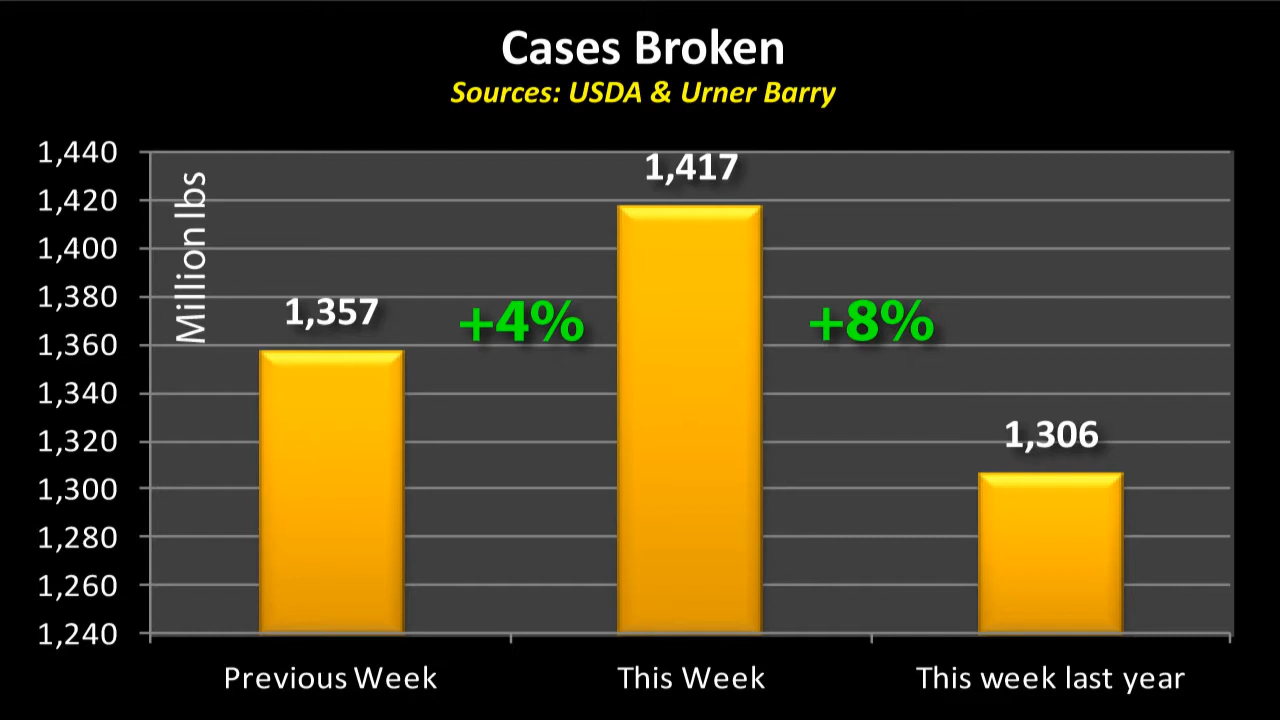 Cases Broken
Sources: USDA & Urner Barry
1,440
1,420
1,400
1,380
1,360
1,340
1,320
1,300
1,280
1,260
1,240
Million lbs
1,357
+4%
1,417
+8%
1,306
Previous Week
This Week
This week last year